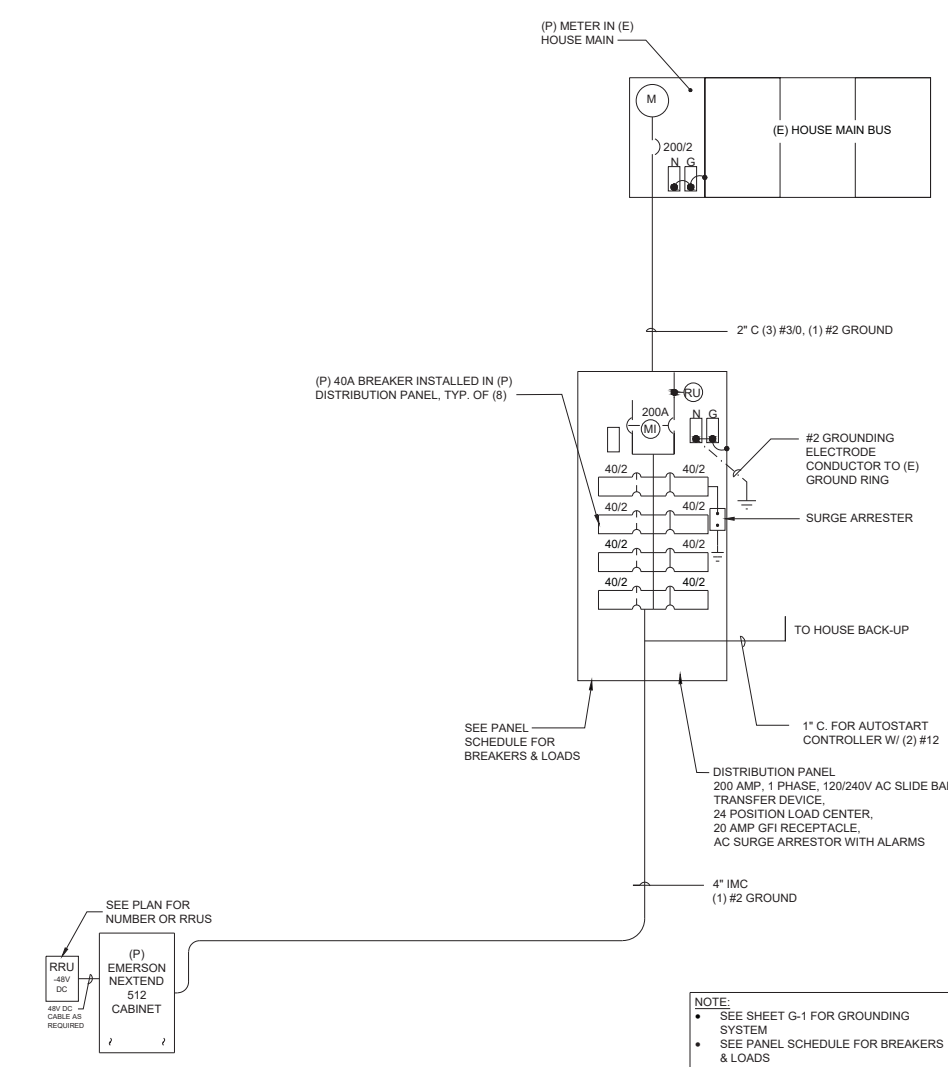 (P) METER IN (E)
HOUSE MAIN
M
(E) HOUSE MAIN BUS
200/2
N G
2" C (3) #3/0, (1) #2 GROUND
(P) 40A BREAKER INSTALLED IN (P)
DISTRIBUTION PANEL, TYP. OF (8)
RU
200A
MI
N G
#2 GROUNDING
ELECTRODE
CONDUCTOR TO (E)
GROUND RING
40/2 40/2
40/2 40/2
SURGE ARRESTER
40/2 40/2
40/2 40/2
TO HOUSE BACK-UP
SEE PANEL
SCHEDULE FOR
BREAKERS & LOADS
1" C. FOR AUTOSTART
CONTROLLER W/ (2) #12
DISTRIBUTION PANEL
200 AMP, 1 PHASE, 120/240V AC SLIDE
TRANSFER DEVICE,
24 POSITION LOAD CENTER,
20 AMP GFI RECEPTACLE,
AC SURGE ARRESTOR WITH ALARMS
4" IMC
(1) #2 GROUND
SEE PLAN FOR
NUMBER OR RRUS
RRU
-48V
DC
48V DC
CABLE AS
REQUIRED
(P)
EMERSON
NEXTEND
512
CABINET
NOTE:
• SEE SHEET G-1 FOR GROUNDING
SYSTEM
• SEE PANEL SCHEDULE FOR BREAKERS
& LOADS